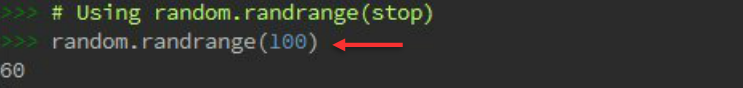 >>> # Using random.randrange(stop)
>>> random.randrange(100)
60